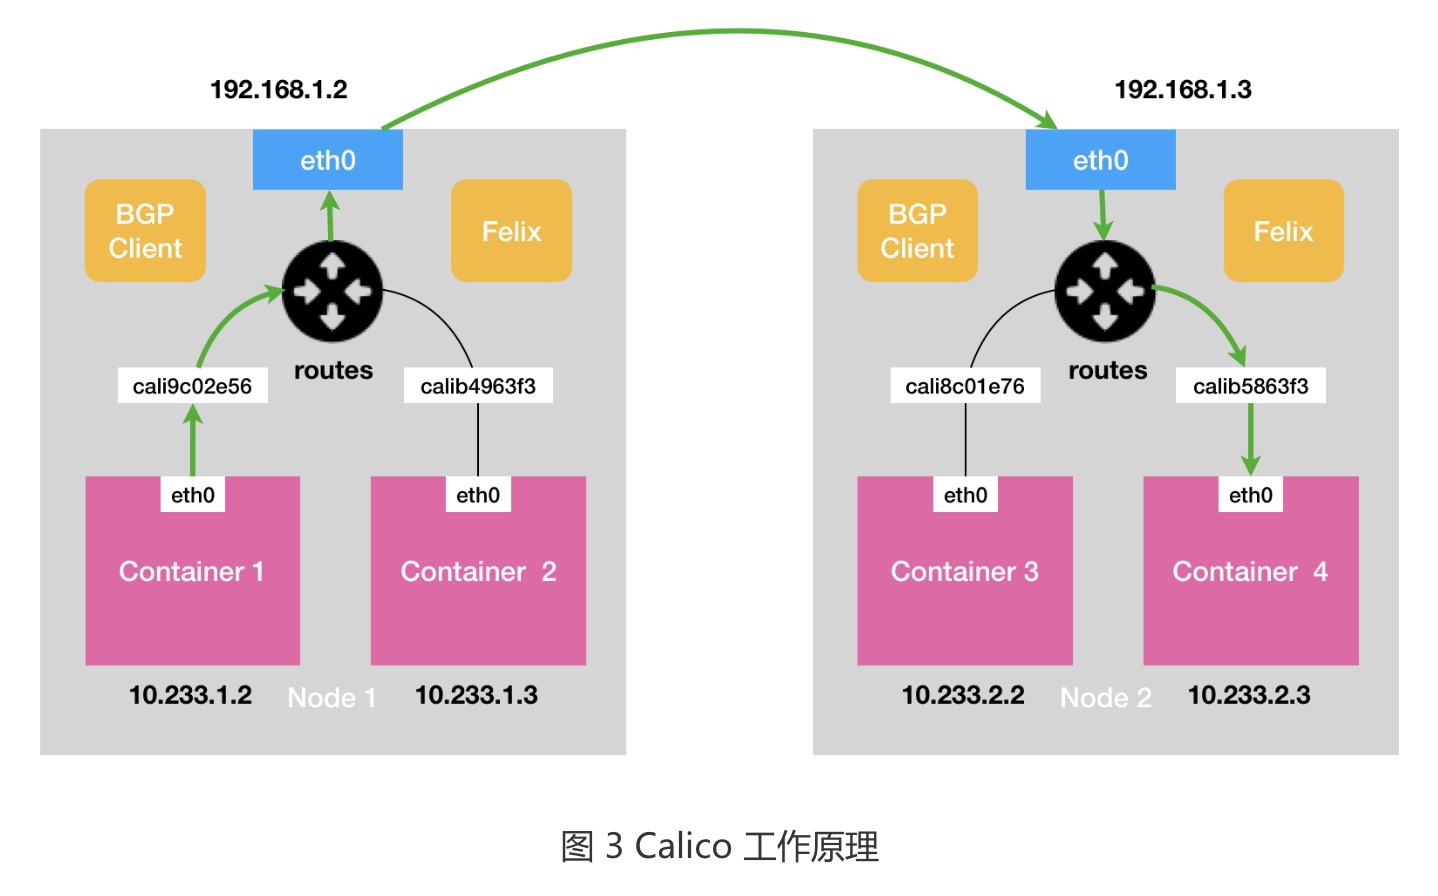 192.168.1.2
192.168.1.3
eth0
BGP
Client
Felix
routes
cali9c02e56
calib4963f3
eth0
eth0
Container 1
Container 2
10.233.1.2
Node 1
10.233.1.3
eth0
BGP
Client
Felix
routes
cali8c01e76
calib5863f3
eth0
eth0
Container 3
Container 4
10.233.2.2
Node 2
10.233.2.3
图 3 Calico 工作原理